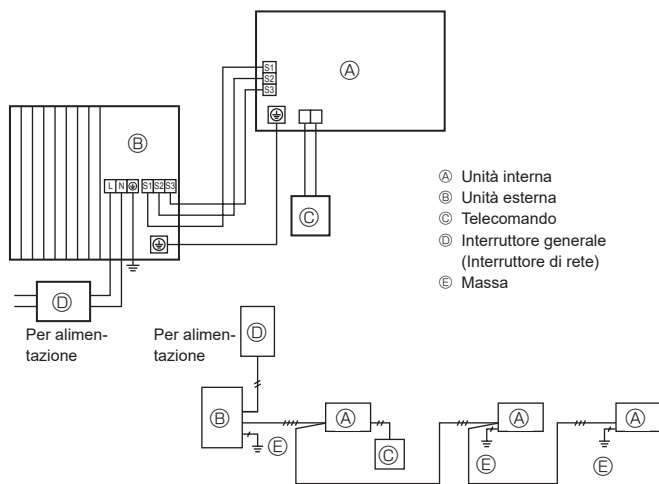 S1
S2
S3
Ⓐ
Ⓑ
L N S1 S2 S3
Ⓒ
Ⓓ
Ⓐ Unità interna
Ⓑ Unità esterna
Ⓒ Telecomando
Ⓓ Interruttore generale
(Interruttore di rete)
Ⓔ Massa
Per alimen-
tazione
Per alimen-
tazione
Ⓓ
Ⓑ
Ⓔ
Ⓐ
Ⓒ
Ⓐ
Ⓔ
Ⓐ
Ⓔ